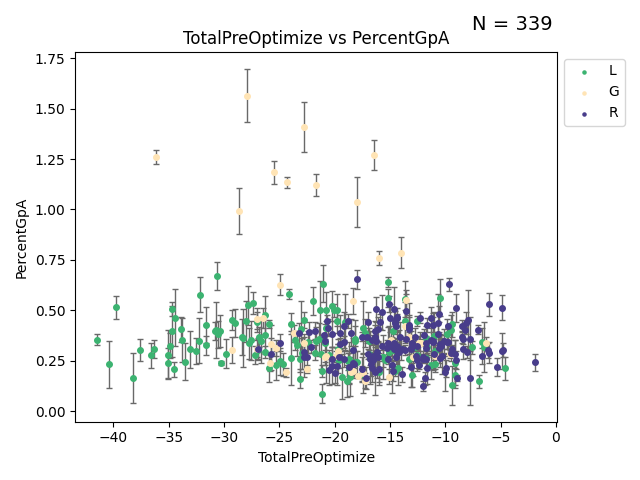 N = 339
TotalPreOptimize vs PercentGpA
1.75
1.50
1.25
1.00
0.75
0.50
0.25
0.00
PercentGpA
−40 −35 −30 −25 −20 −15 −10 −5 0
TotalPreOptimize
L
G
R